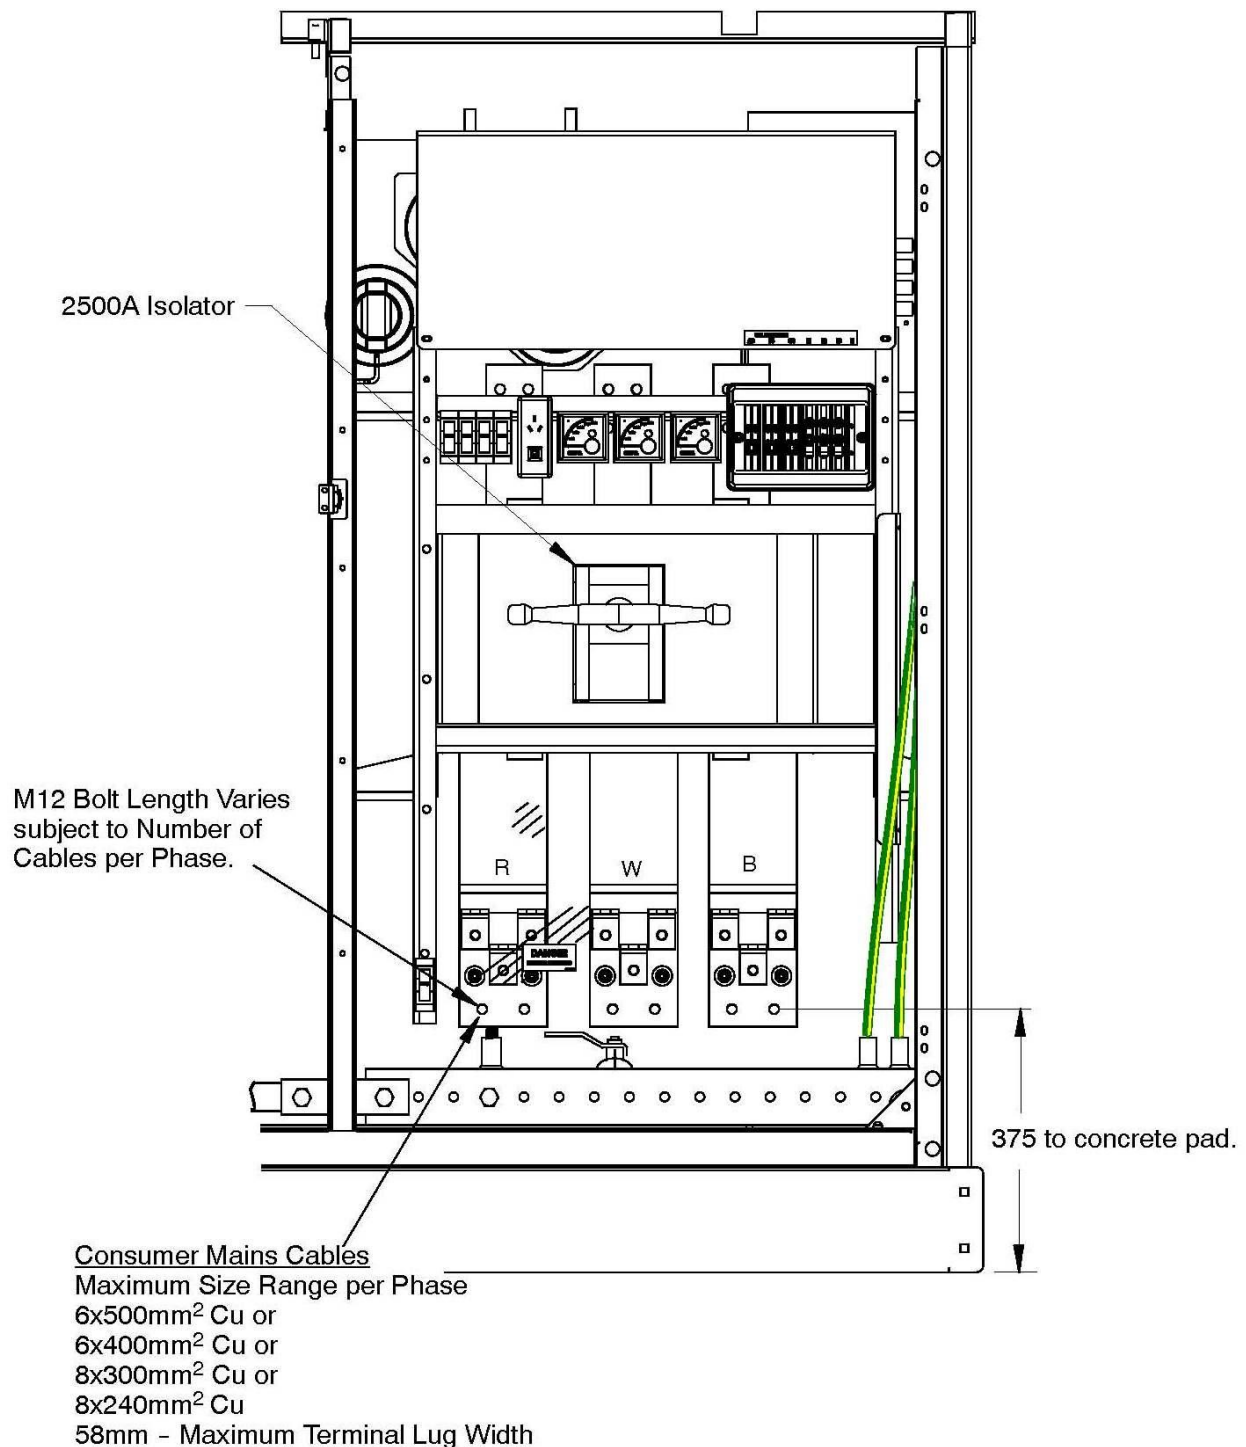 2500A Isolator
M12 Bolt Length Varies
subject to Number of
Cables per Phase.
R
W
B
DANGER
375 to concrete pad.
Consumer Mains Cables
Maximum Size Range per Phase
6x500mm² Cu or
6x400mm² Cu or
8x300mm² Cu or
8x240mm² Cu
58mm - Maximum Terminal Lug Width